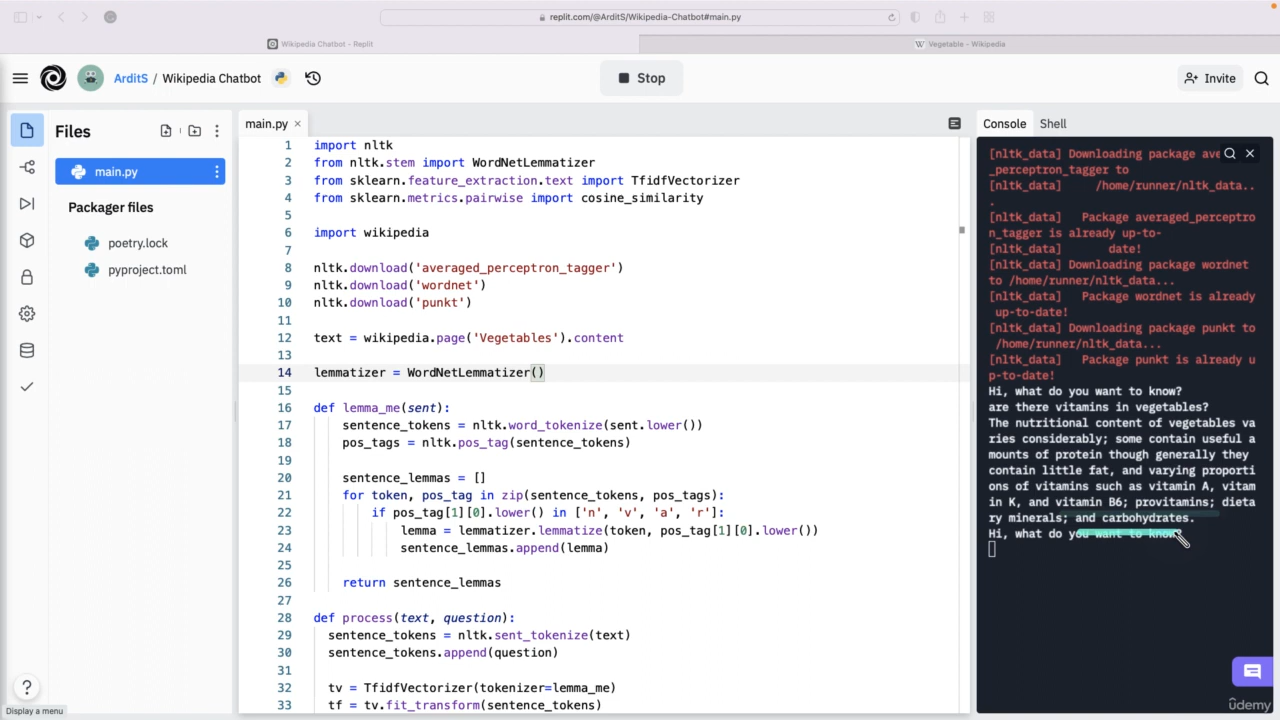 replit.com/@ArditS/Wikipedia-Chatbot#main.py
Wikipedia Chatbot - Replit
Vegetable - Wikipedia
ArditS / Wikipedia Chatbot
Stop
Invite
Files
main.py
Packager files
poetry.lock
pyproject.toml
Display a menu
main.py
1 import nltk
2 from nltk.stem import WordNetLemmatizer
3 from sklearn.feature_extraction.text import TfidfVectorizer
4 from sklearn.metrics.pairwise import cosine_similarity
5
6 import wikipedia
7
8 nltk.download('averaged_perceptron_tagger')
9 nltk.download('wordnet')
10 nltk.download('punkt')
11
12 text = wikipedia.page('Vegetables').content
13
14 lemmatizer = WordNetLemmatizer()
15
16 def lemma_me(sent):
17 sentence_tokens = nltk.word_tokenize(sent.lower())
18 pos_tags = nltk.pos_tag(sentence_tokens)
19
20 sentence_lemmas = []
21 for token, pos_tag in zip(sentence_tokens, pos_tags):
22 if pos_tag[1][0].lower() in ['n', 'v', 'a', 'r']:
23 lemma = lemmatizer.lemmatize(token, pos_tag[1][0].lower())
24 sentence_lemmas.append(lemma)
25
26 return sentence_lemmas
27
28 def process(text, question):
29 sentence_tokens = nltk.sent_tokenize(text)
30 sentence_tokens.append(question)
31
32 tv = TfidfVectorizer(tokenizer=lemma_me)
33 tf = tv.fit_transform(sentence_tokens)
Console Shell
[nltk_data] Downloading package ave
_perceptron_tagger to
[nltk_data] /home/runner/nltk_data..
.
[nltk_data] Package averaged_perceptro
n_tagger is already up-to-
[nltk_data] date!
[nltk_data] Downloading package wordnet
to /home/runner/nltk_data...
[nltk_data] Package wordnet is already
up-to-date!
[nltk_data] Downloading package punkt to
/home/runner/nltk_data...
[nltk_data] Package punkt is already u
p-to-date!
Hi, what do you want to know?
are there vitamins in vegetables?
The nutritional content of vegetables va
ries considerably; some contain useful a
mounts of protein though generally they
contain little fat, and varying proporti
ons of vitamins such as vitamin A, vitam
in K, and vitamin B6; provitamins; dieta
ry minerals; and carbohydrates.
Hi, what do you want to know?
ûdemy